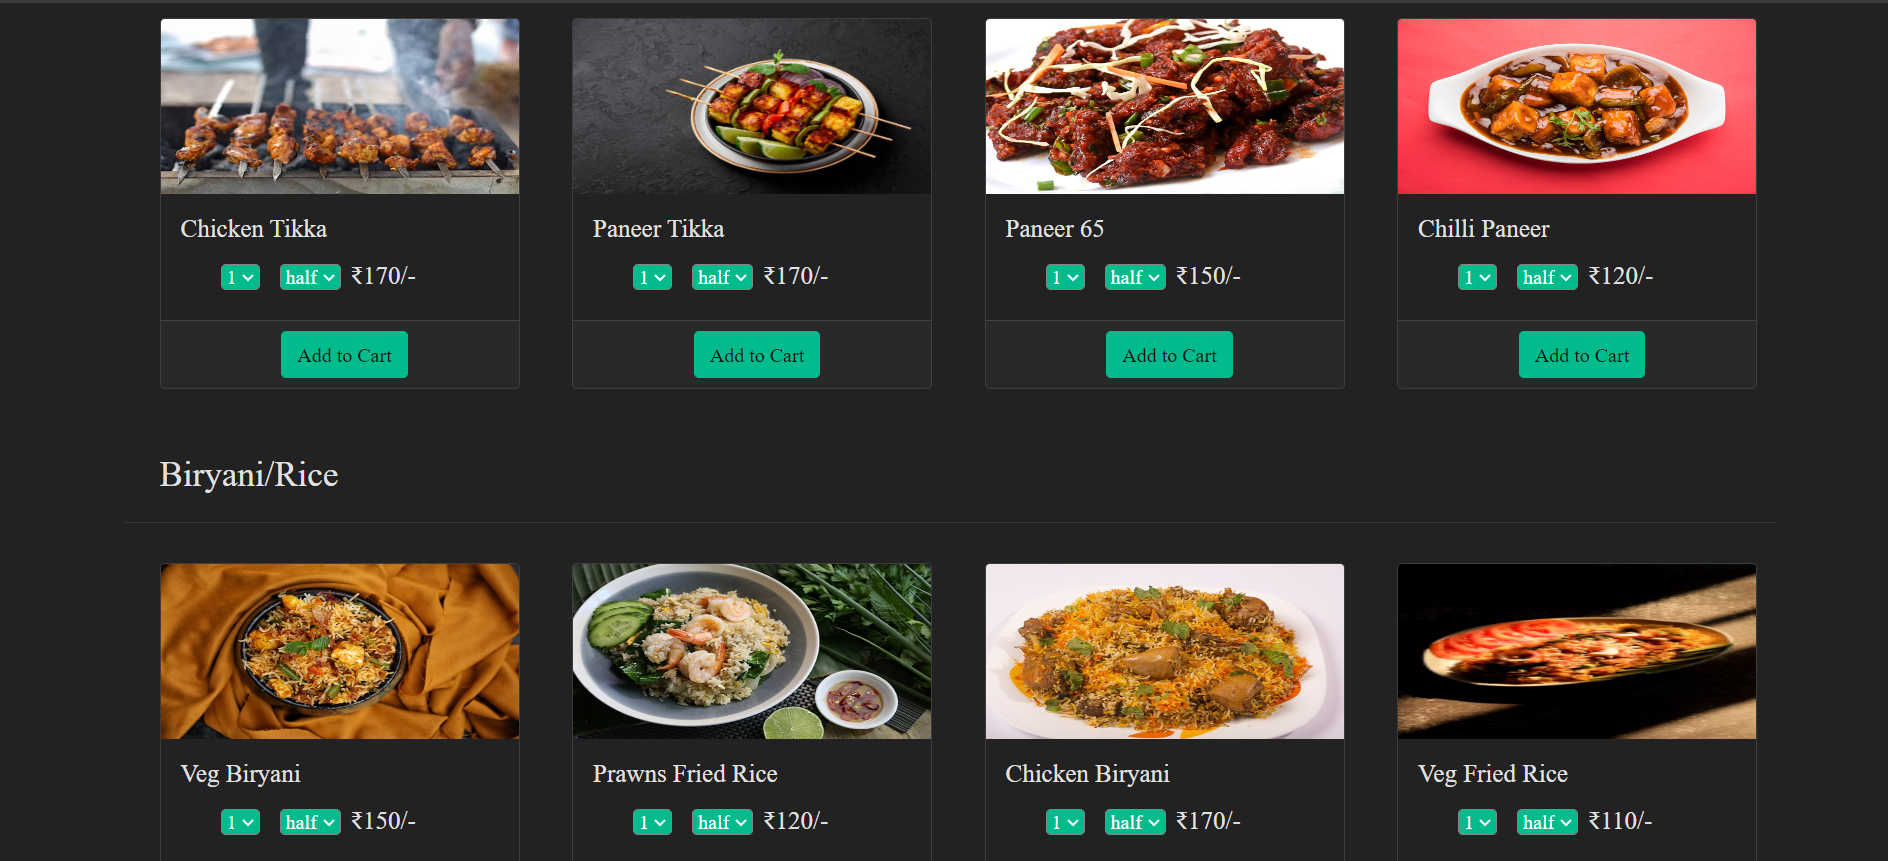 Chicken Tikka
Paneer Tikka
Paneer 65
Chilli Paneer
1 half ₹170/-
1 half ₹170/-
1 half ₹150/-
1 half ₹120/-
Add to Cart
Add to Cart
Add to Cart
Add to Cart
Biryani/Rice
Veg Biryani
Prawns Fried Rice
Chicken Biryani
Veg Fried Rice
1 half ₹150/-
1 half ₹120/-
1 half ₹170/-
1 half ₹110/-